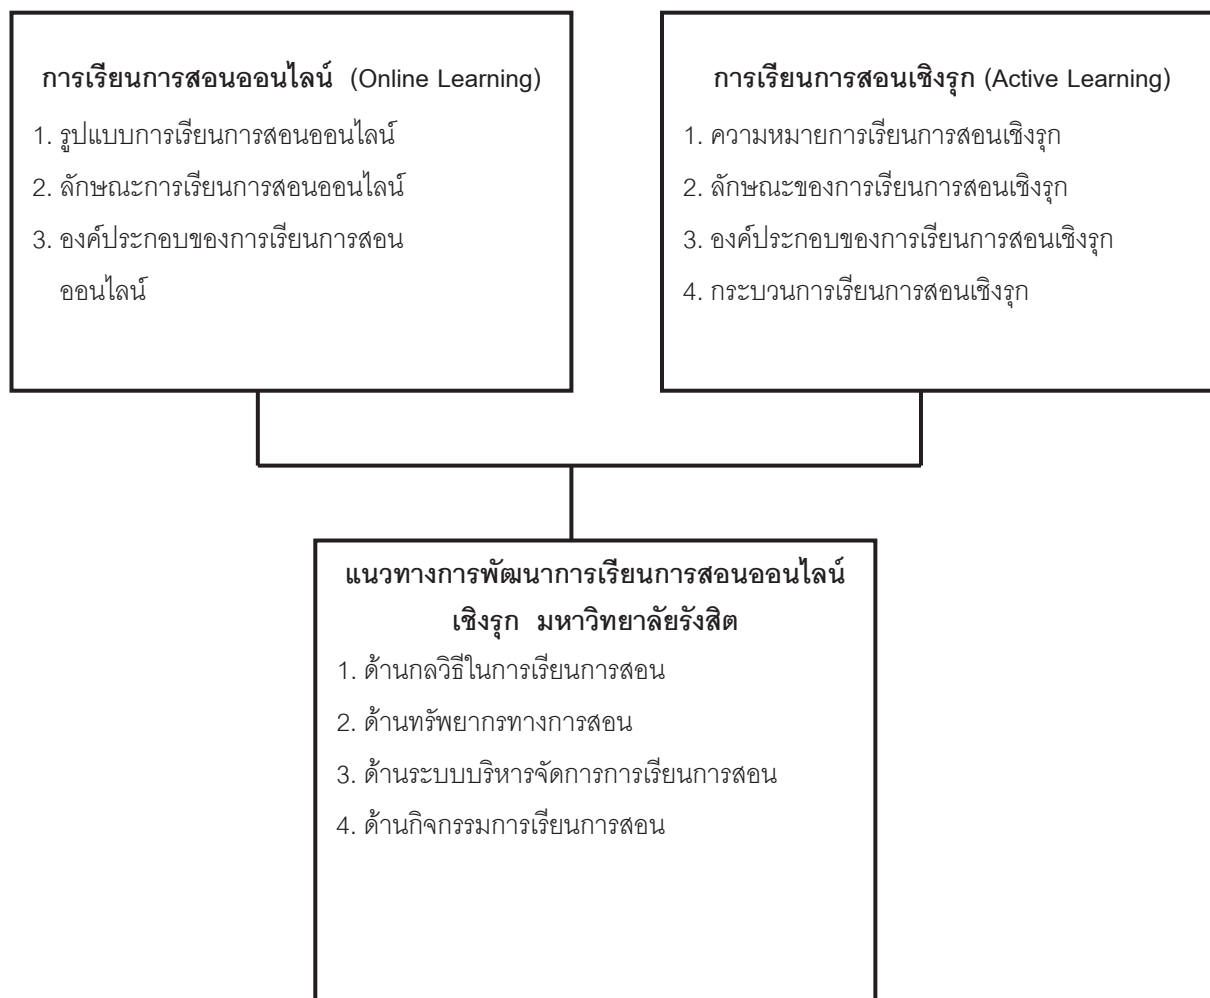 การเรียนการสอนออนไลน์ (Online Learning)
1. รูปแบบการเรียนการสอนออนไลน์
2. ลักษณะการเรียนการสอนออนไลน์
3. องค์ประกอบของการเรียนการสอน
ออนไลน์
การเรียนการสอนเชิงรุก (Active Learning)
1. ความหมายการเรียนการสอนเชิงรุก
2. ลักษณะของการเรียนการสอนเชิงรุก
3. องค์ประกอบของการเรียนการสอนเชิงรุก
4. กระบวนการเรียนการสอนเชิงรุก
แนวทางการพัฒนาการเรียนการสอนออนไลน์
เชิงรุก มหาวิทยาลัยรังสิต
1. ด้านกลวิธีในการเรียนการสอน
2. ด้านทรัพยากรทางการสอน
3. ด้านระบบบริหารจัดการการเรียนการสอน
4. ด้านกิจกรรมการเรียนการสอน